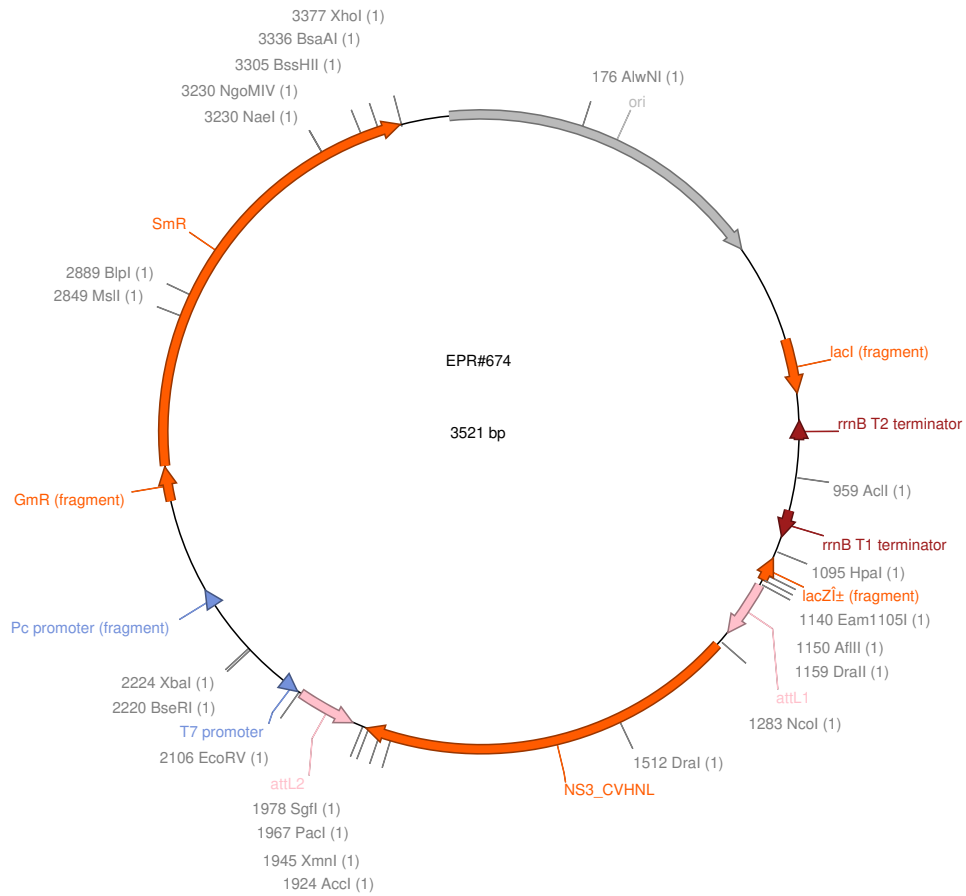 3377 XhoI (1)
3336 BsaAI (1)
3305 BssHII (1)
3230 NgoMIV (1)
3230 NaeI (1)
176 AlwNI (1)
ori
SmR
2889 BlpI (1)
2849 MslI (1)
EPR#674
3521 bp
lacI (fragment)
rrnB T2 terminator
959 AclI (1)
rrnB T1 terminator
1095 HpaI (1)
lacZÎ± (fragment)
1140 Eam1105I (1)
1150 AflII (1)
1159 DraII (1)
attL1
1283 NcoI (1)
GmR (fragment)
Pc promoter (fragment)
2224 XbaI (1)
2220 BseRI (1)
T7 promoter
2106 EcoRV (1)
attL2
1512 DraI (1)
NS3_CVHNL
1978 SgfI (1)
1967 PacI (1)
1945 XmnI (1)
1924 AccI (1)